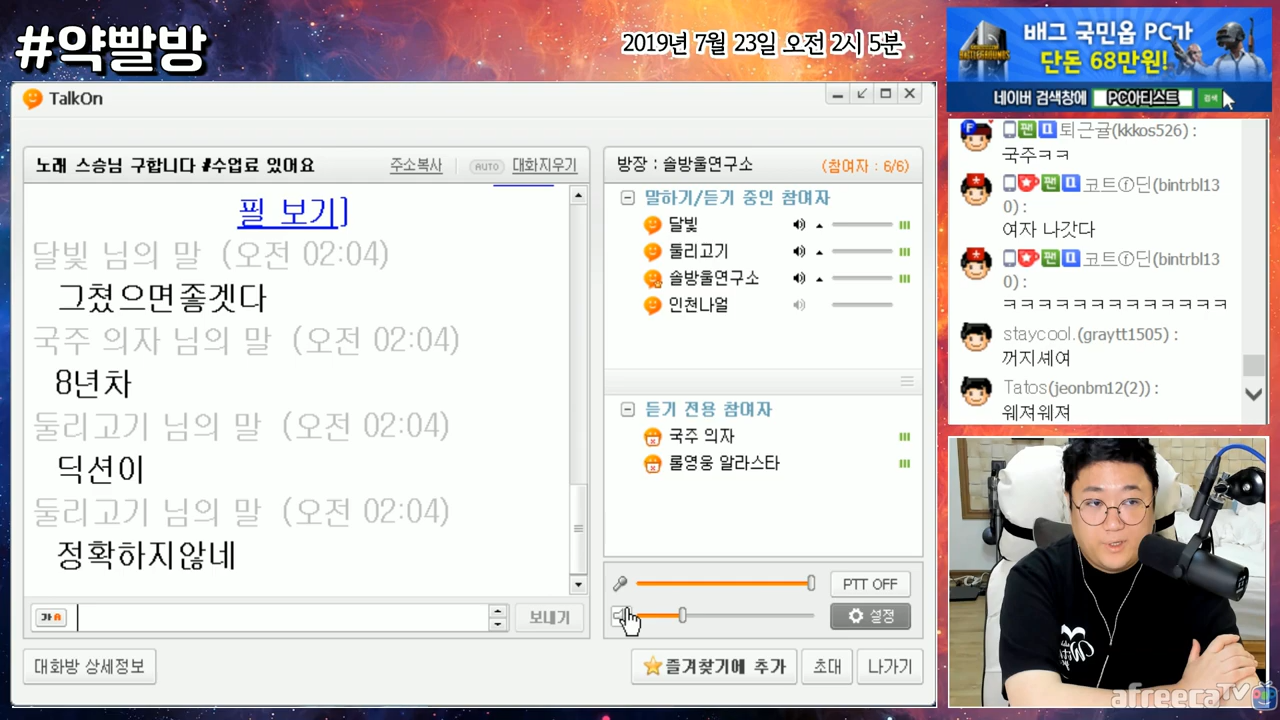 #약빨방
2019년 7월 23일 오전 2시 5분
배그 국민옵 PC가
단돈 68만원!
BATTLEGROUNDS
네이버 검색창에 PC아티스트 검색
TalkOn
노래 스승님 구합니다 #수업료 있어요
주소복사 AUTO 대화지우기
필 보기]
달빛 님의 말 (오전 02:04)
그쳤으면좋겟다
국주 의자 님의 말 (오전 02:04)
8년차
둘리고기 님의 말 (오전 02:04)
딕션이
둘리고기 님의 말 (오전 02:04)
정확하지않네
가
보내기
대화방 상세정보
방장 : 솔방울연구소 (참여자 : 6/6)
말하기/듣기 중인 참여자
달빛
둘리고기
솔방울연구소
인천나얼
듣기 전용 참여자
국주 의자
롤영웅 알라스타
PTT OFF
설정
즐겨찾기에 추가
초대
나가기
팬 퇴근귤(kkkos526) :
국주ㅋㅋ
팬 코트ⓕ딘(bintrbl13
0) :
여자 나갓다
팬 코트ⓕ딘(bintrbl13
0) :
ㅋㅋㅋㅋㅋㅋㅋㅋㅋㅋㅋㅋㅋ
staycool.(graytt1505) :
꺼지셰여
Tatos(jeonbm12(2)) :
웨져웨져
afreecaTV